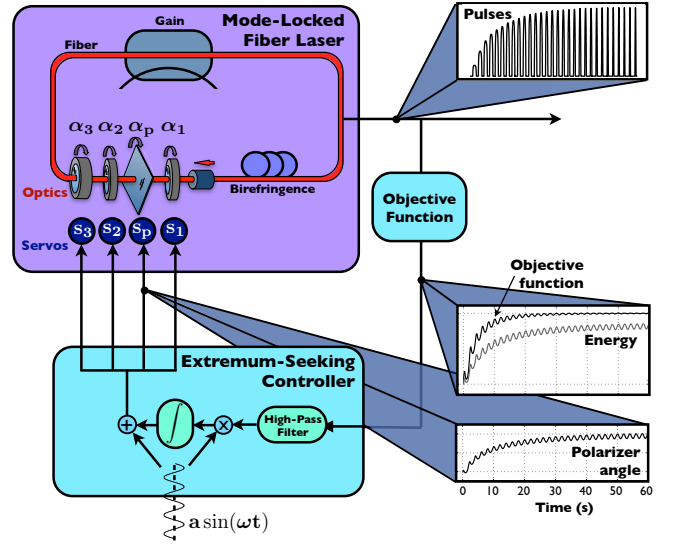 Mode-Locked
Fiber Laser
Gain
Fiber
Pulses
α₃ α₂ αₚ α₁
Optics
Birefringence
Servos
s₃ s₂ sₚ s₁
Objective
Function
Objective
function
Energy
Extremum-Seeking
Controller
+
∫
x
High-Pass
Filter
a sin(ωt)
Polarizer
angle
0 10 20 30 40 50 60
Time (s)